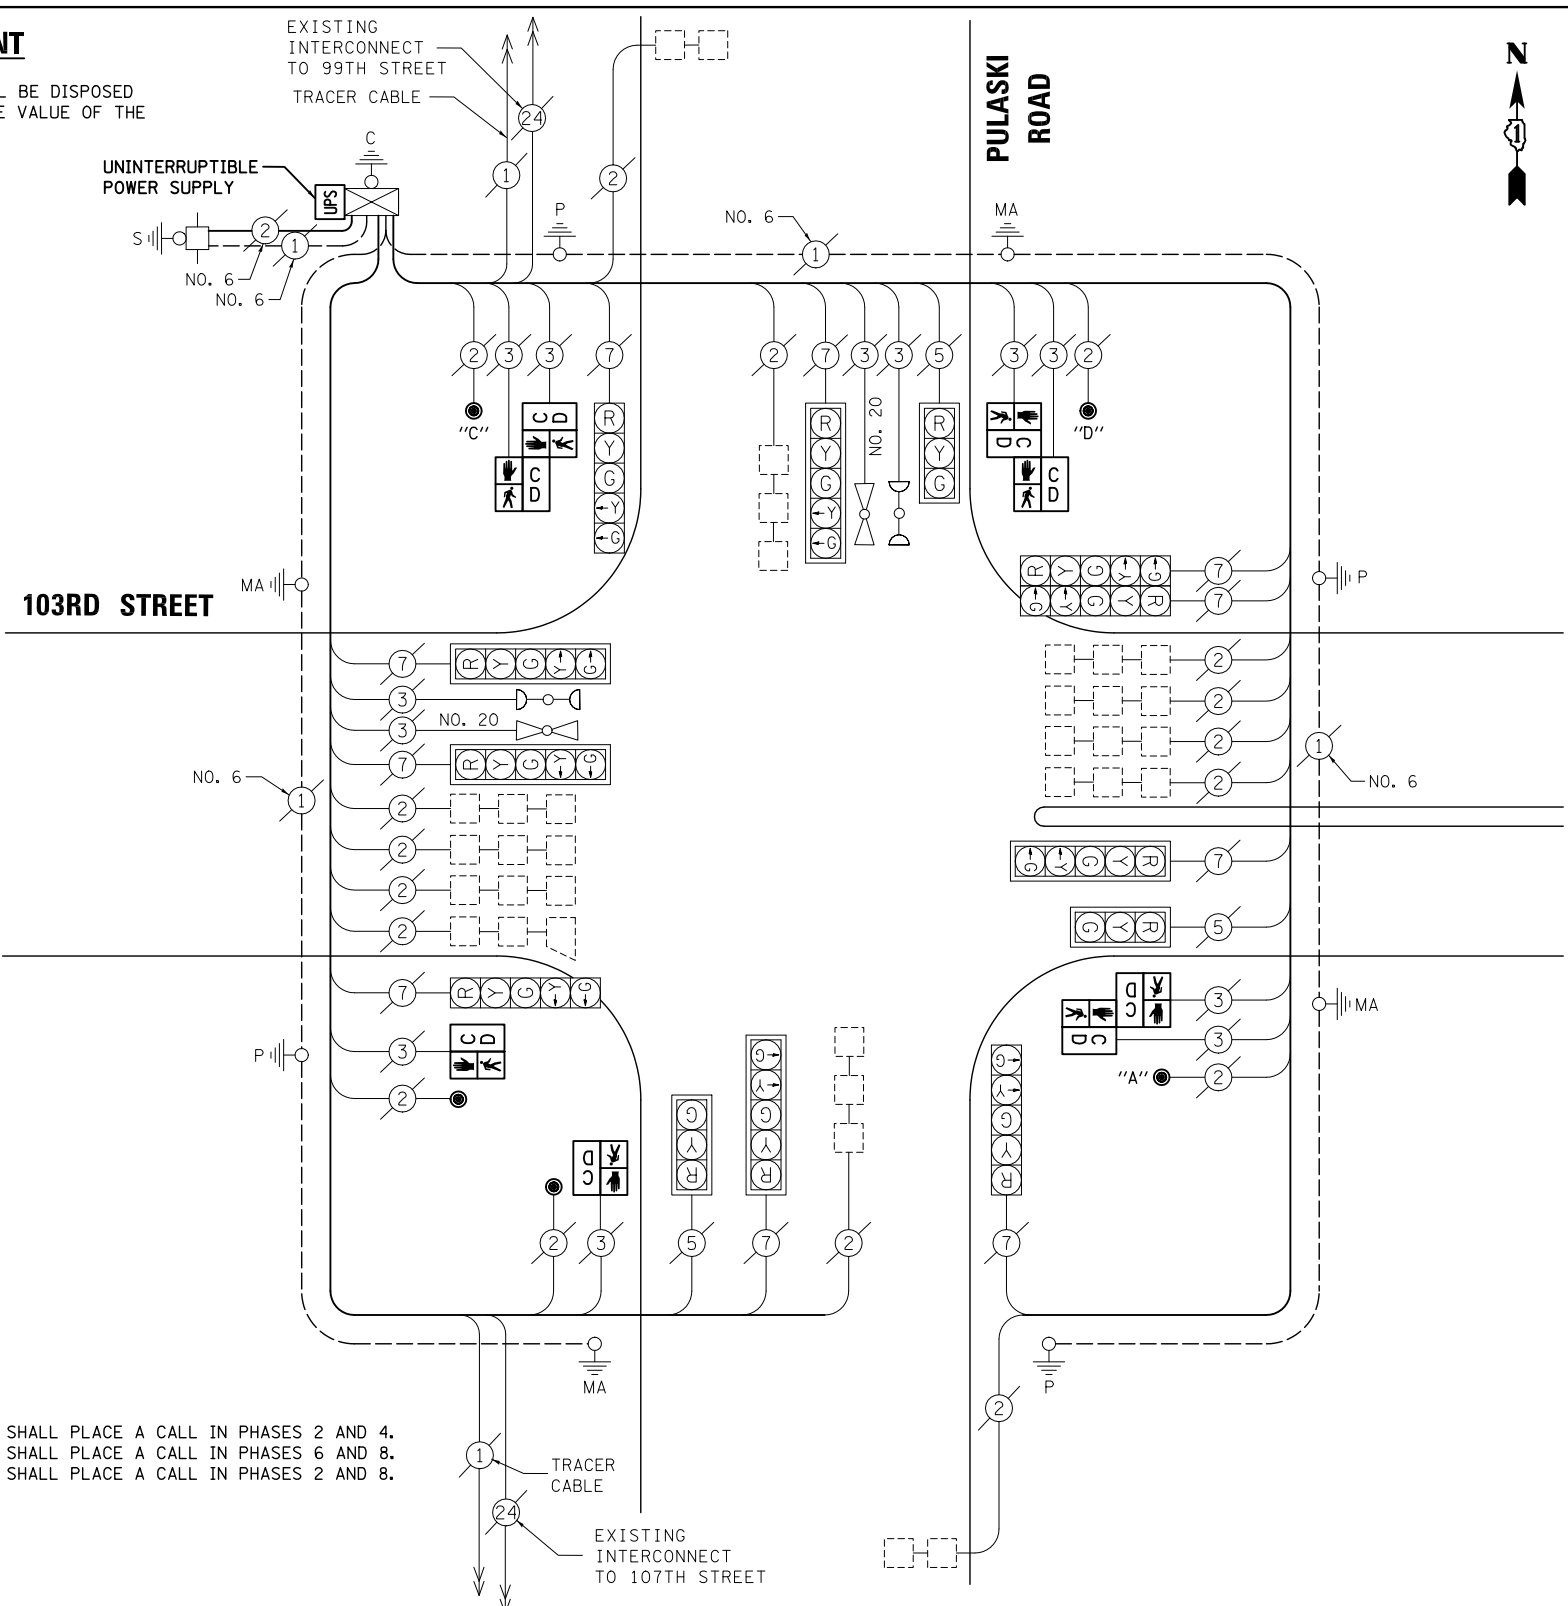 NT
L BE DISPOSED
E VALUE OF THE
EXISTING
INTERCONNECT
TO 99TH STREET
TRACER CABLE
24
1
2
PULASKI
ROAD
N
1
C
UNINTERRUPTIBLE
POWER SUPPLY
UPS
S
2
1
NO. 6
NO. 6
P
NO. 6
1
MA
2 3 3 7
2 7 3 3 5
3 3 2
"C"
C D
C D
R Y G Y G
R Y G Y G
NO. 20
R Y G
C D
C D
"D"
MA
P
103RD STREET
R Y G Y G 7
G Y G Y R 7
7 R Y G Y G
3
3 NO. 20
7 R Y G Y G
2
2
2
2
NO. 6
1
2
2
2
2
1
NO. 6
G Y G Y R 7
G Y R 5
7 R Y G Y G
3 C D
2
P
C D 3
C D 3
"A" 2
MA
C D
G Y R
G Y G Y R
G Y G Y R
2 3 5 7 2
7
MA
P
2
SHALL PLACE A CALL IN PHASES 2 AND 4.
SHALL PLACE A CALL IN PHASES 6 AND 8.
SHALL PLACE A CALL IN PHASES 2 AND 8.
1
TRACER
CABLE
24
EXISTING
INTERCONNECT
TO 107TH STREET